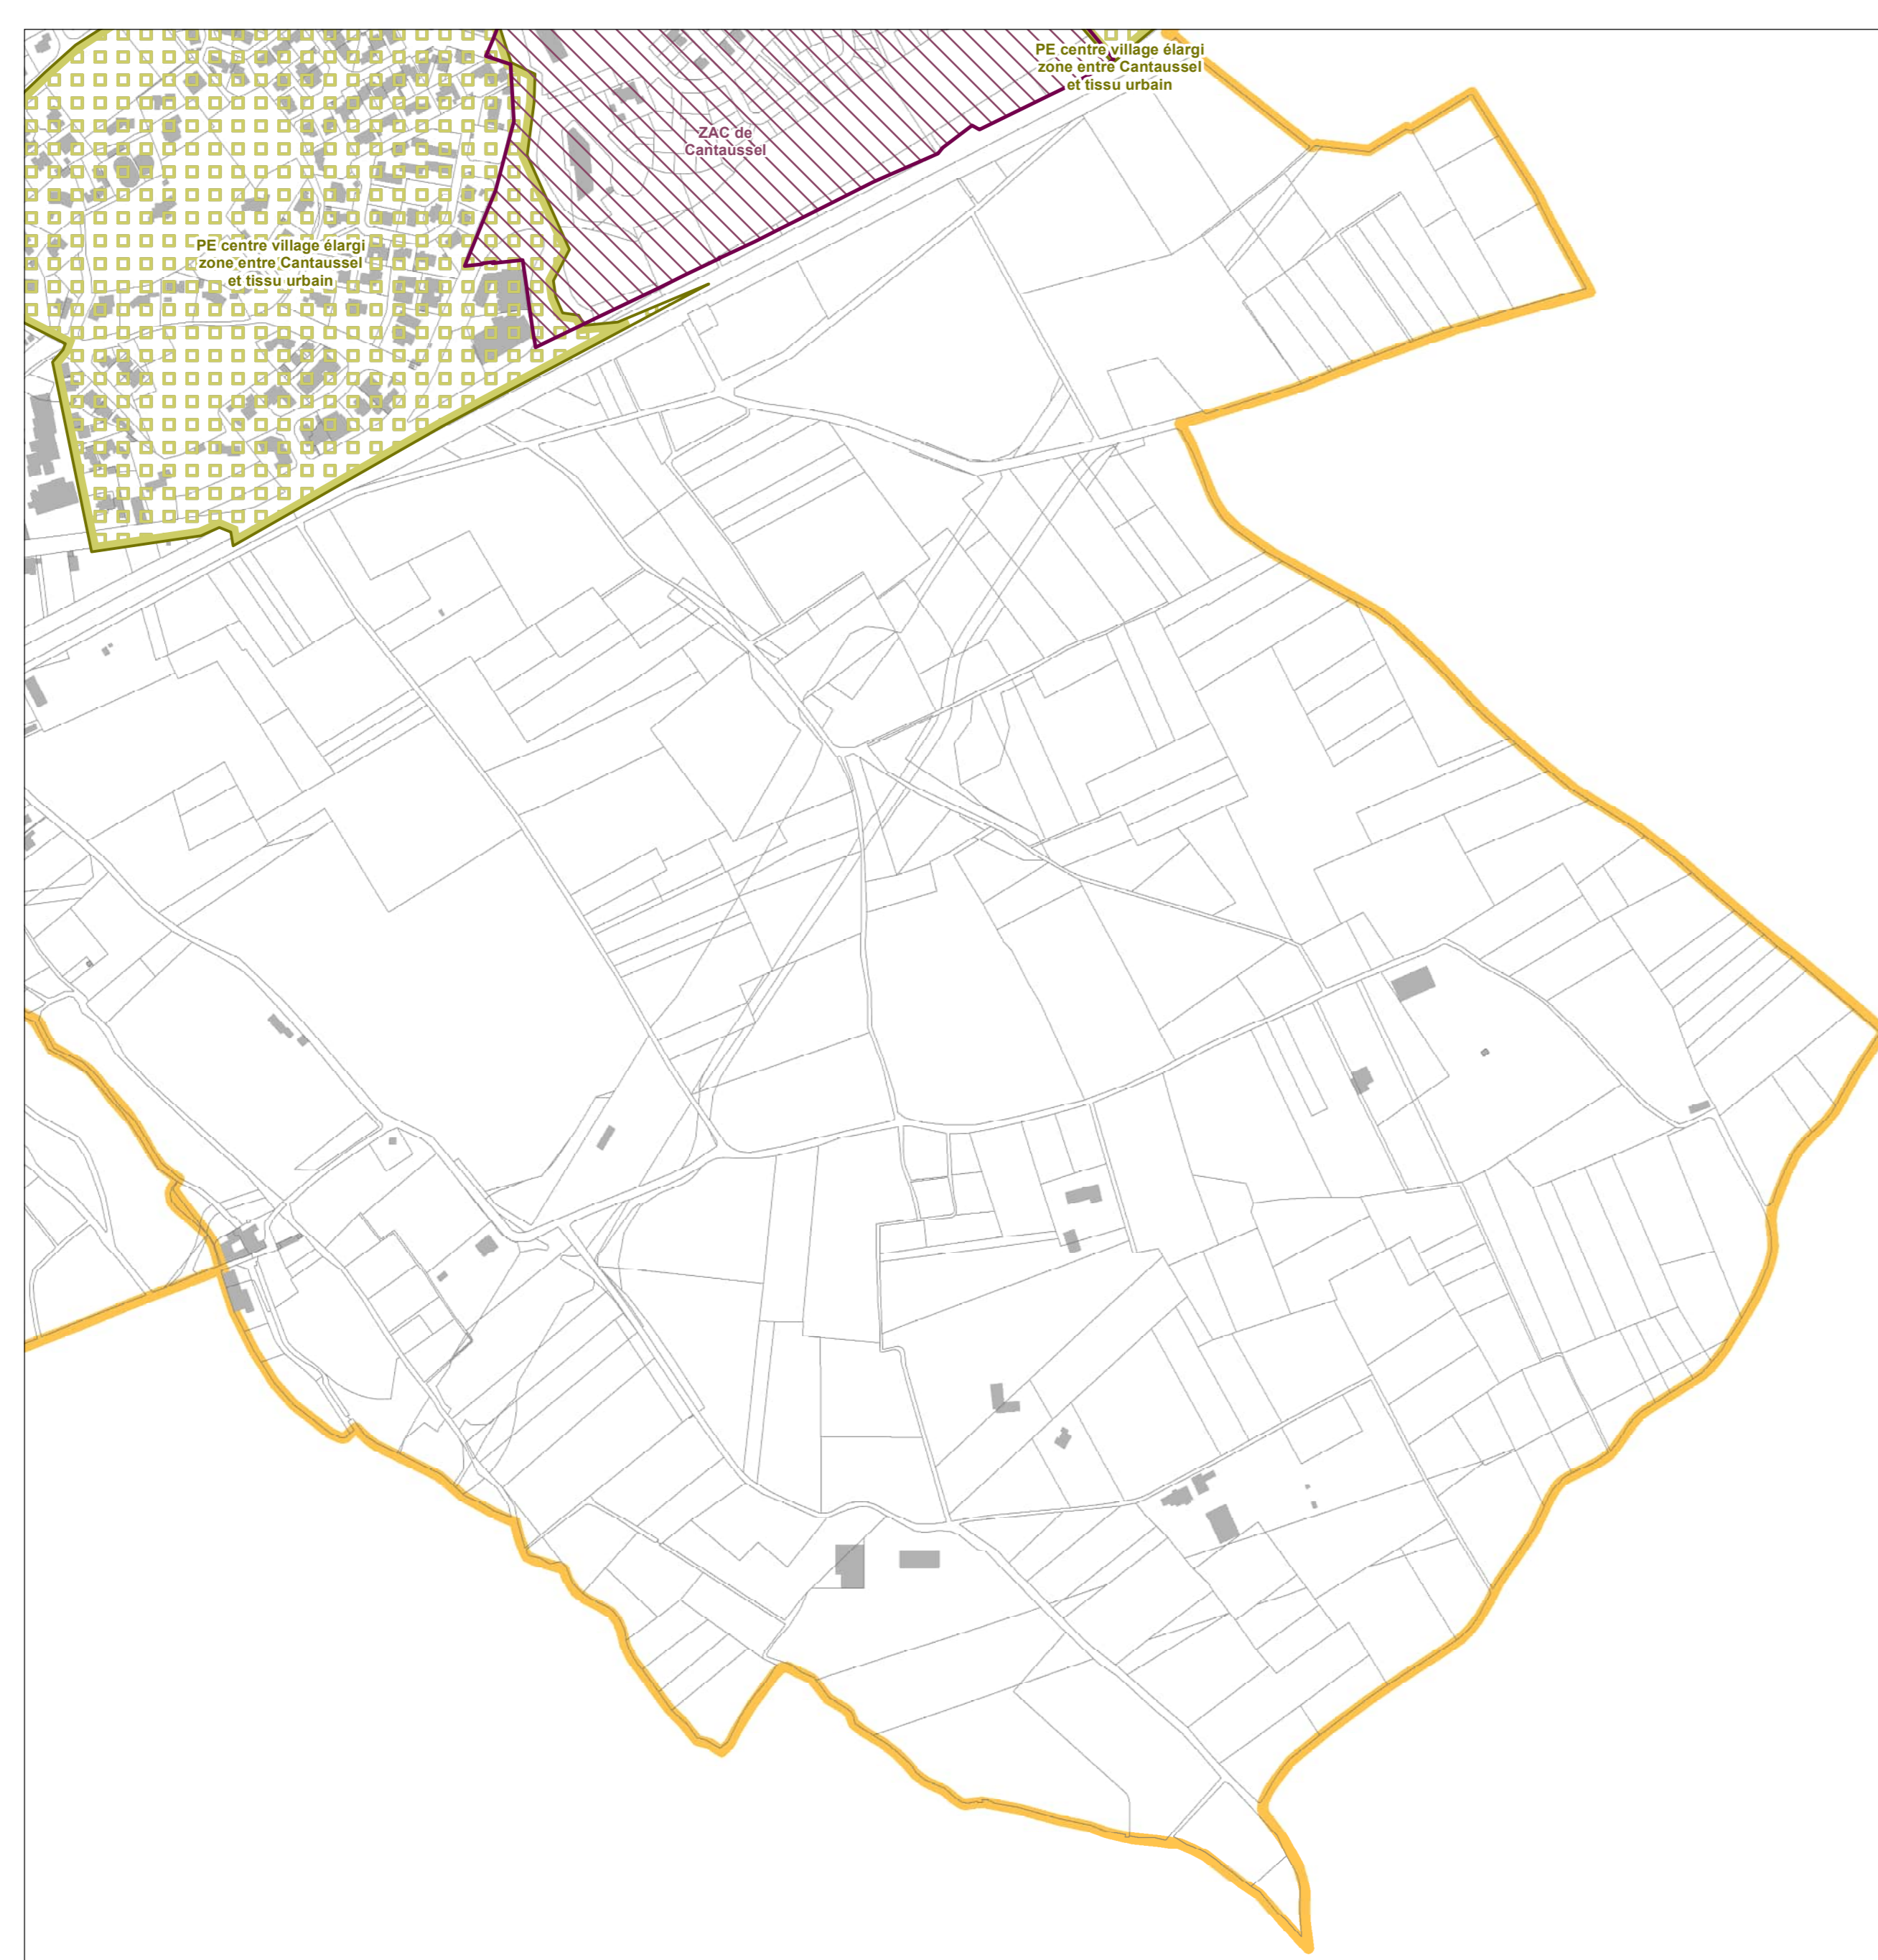 PE centre village élargi
zone entre Cantaussel
et tissu urbain
ZAC de
Cantaussel
PE centre village élargi
zone entre Cantaussel
et tissu urbain